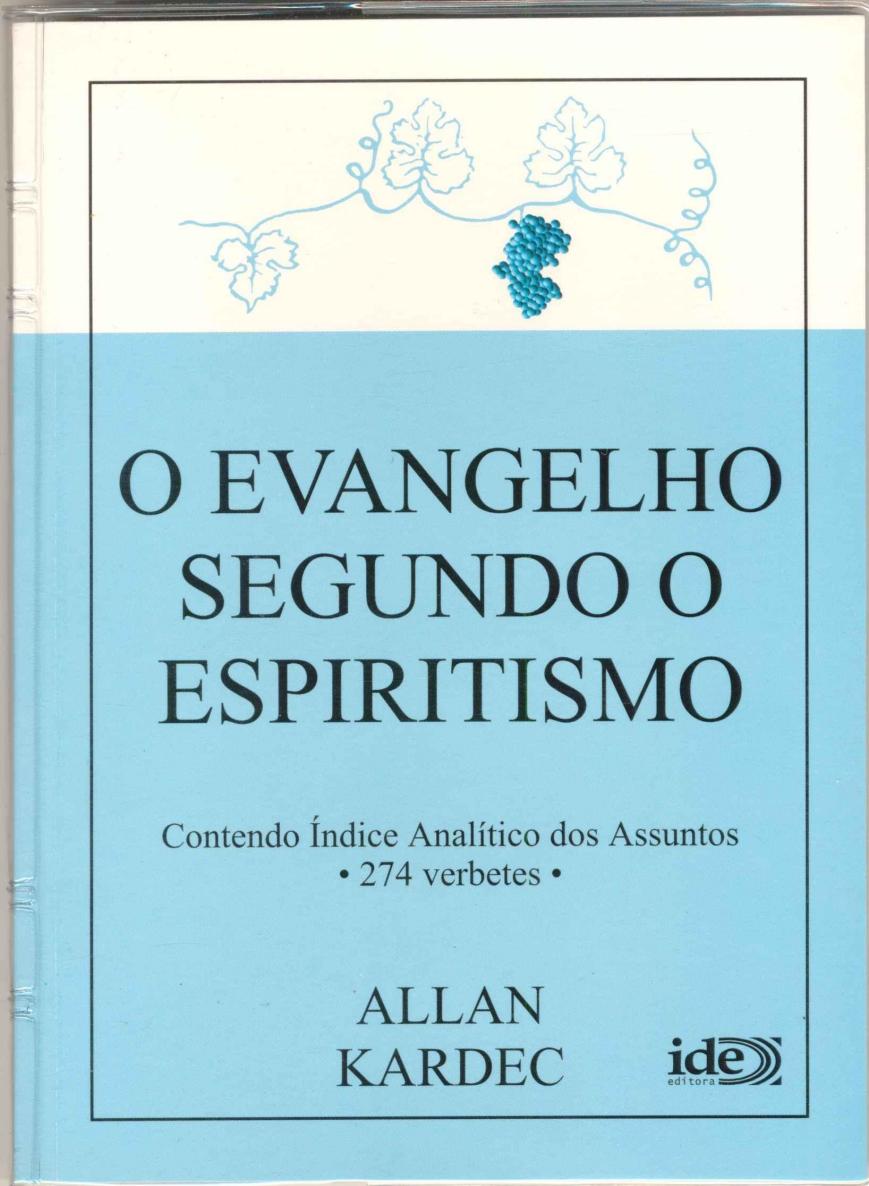 O EVANGELHO
SEGUNDO O
ESPIRITISMO
Contendo Índice Analítico dos Assuntos
• 274 verbetes •
ALLAN
KARDEC
ide
editora